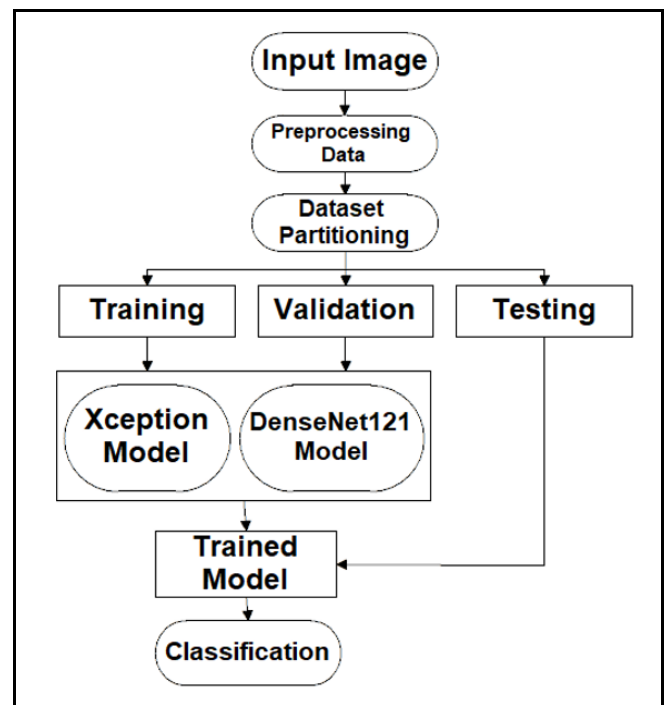 Input Image
Preprocessing
Data
Dataset
Partitioning
Training
Validation
Testing
Xception
Model
DenseNet121
Model
Trained
Model
Classification